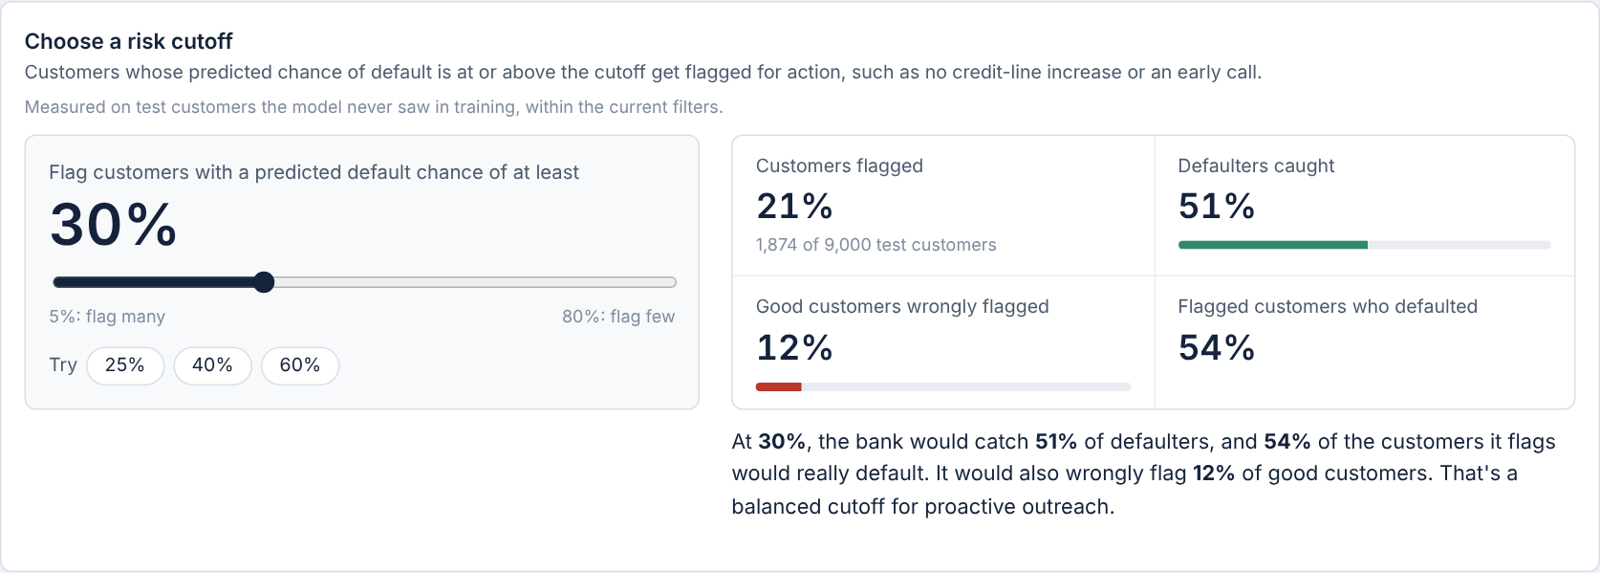 Choose a risk cutoff
Customers whose predicted chance of default is at or above the cutoff get flagged for action, such as no credit-line increase or an early call.
Measured on test customers the model never saw in training, within the current filters.
Flag customers with a predicted default chance of at least
30%
5%: flag many
80%: flag few
Try 25% 40% 60%
Customers flagged
21%
1,874 of 9,000 test customers
Defaulters caught
51%
Good customers wrongly flagged
12%
Flagged customers who defaulted
54%
At 30%, the bank would catch 51% of defaulters, and 54% of the customers it flags
would really default. It would also wrongly flag 12% of good customers. That's a
balanced cutoff for proactive outreach.